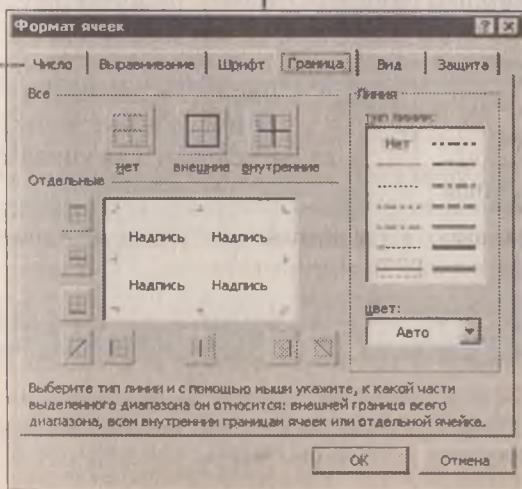 Формат ячеек
Число Выравнивание Шрифт Граница Вид Защита
Все
нет внешние внутренние
Отдельные
Надпись Надпись
Надпись Надпись
Линия
тип линии:
Нет
цвет:
Авто
Выберите тип линии и с помощью мыши укажите, к какой части
выделенного диапазона он относится: внешней границе всего
диапазона, всем внутренним границам ячеек или отдельной ячейке.
ОК Отмена